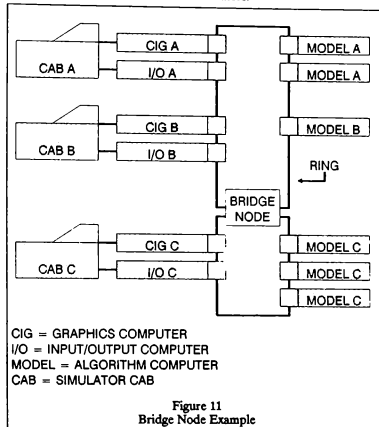 CIG A
MODEL A
CAB A
I/O A
MODEL A
CIG B
MODEL B
CAB B
I/O B
RING
BRIDGE
NODE
CIG C
MODEL C
CAB C
I/O C
MODEL C
MODEL C
CIG = GRAPHICS COMPUTER
I/O = INPUT/OUTPUT COMPUTER
MODEL = ALGORITHM COMPUTER
CAB = SIMULATOR CAB
Figure 11
Bridge Node Example